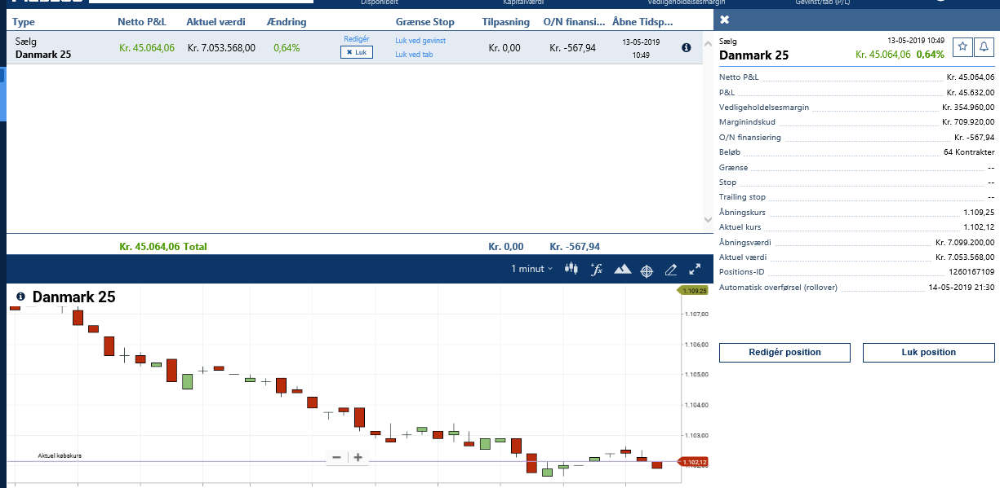 Disponibelt Kapitalværdi Vedligeholdelsesmargin Gevinst/tab (P/L)
Type Netto P&L Aktuel værdi Ændring Grænse Stop Tilpasning O/N finansi... Åbne Tidsp...
Sælg
Danmark 25
Kr. 45.064,06 Kr. 7.053.568,00 0,64%
Redigér
Luk
Luk ved gevinst
Luk ved tab
Kr. 0,00 Kr. -567,94
13-05-2019
10:49
Kr. 45.064,06 Total Kr. 0,00 Kr. -567,94
1 minut
Danmark 25
1.109,25
1.107,00
1.106,00
1.105,00
1.104,00
1.103,00
Aktuel købskurs
1.102,12
Sælg 13-05-2019 10:49
Danmark 25 Kr. 45.064,06 0,64%
Netto P&L Kr. 45.064,06
P&L Kr. 45.632,00
Vedligeholdelsesmargin Kr. 354.960,00
Marginindskud Kr. 709.920,00
O/N finansiering Kr. -567,94
Beløb 64 Kontrakter
Grænse --
Stop --
Trailing stop --
Åbningskurs 1.109,25
Aktuel kurs 1.102,12
Åbningsværdi Kr. 7.099.200,00
Aktuel værdi Kr. 7.053.568,00
Positions-ID 1260167109
Automatisk overførsel (rollover) 14-05-2019 21:30
Redigér position Luk position